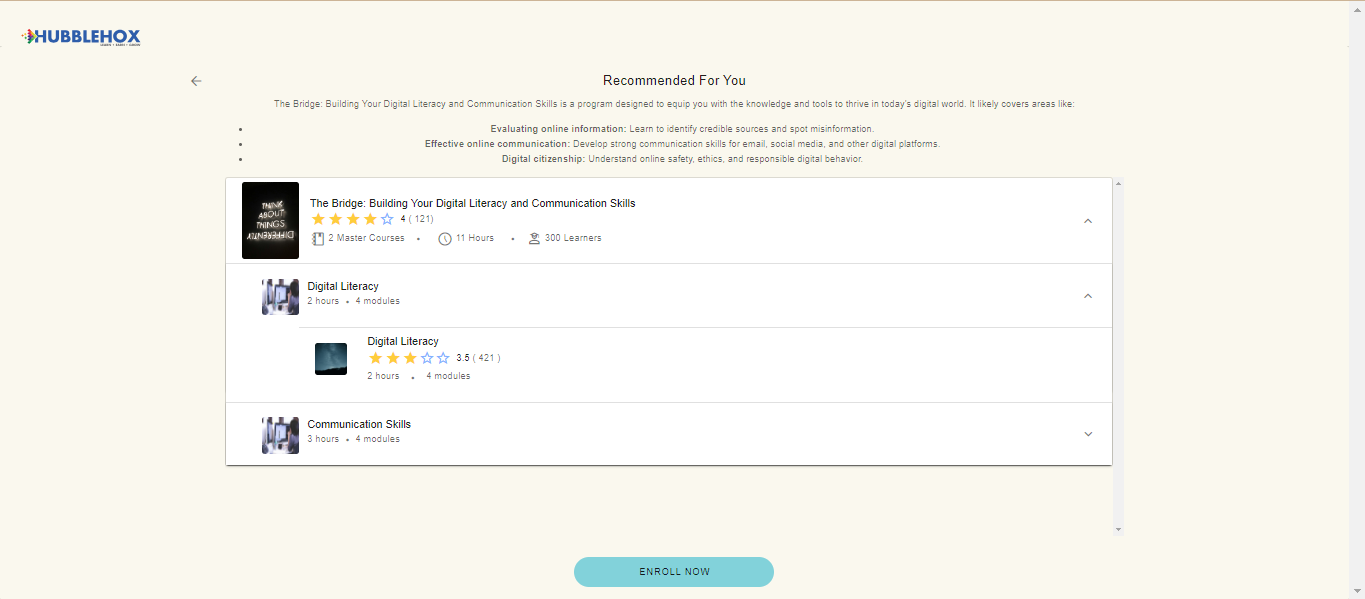 HUBBLEHOX
Recommended For You
The Bridge: Building Your Digital Literacy and Communication Skills is a program designed to equip you with the knowledge and tools to thrive in today's digital world. It likely covers areas like:
• Evaluating online information: Learn to identify credible sources and spot misinformation.
• Effective online communication: Develop strong communication skills for email, social media, and other digital platforms.
• Digital citizenship: Understand online safety, ethics, and responsible digital behavior.
THINK
ABOUT
THINGS
DIFFERENTLY
The Bridge: Building Your Digital Literacy and Communication Skills
4 ( 121)
2 Master Courses • 11 Hours • 300 Learners
Digital Literacy
2 hours • 4 modules
Digital Literacy
3.5 ( 421 )
2 hours • 4 modules
Communication Skills
3 hours • 4 modules
ENROLL NOW